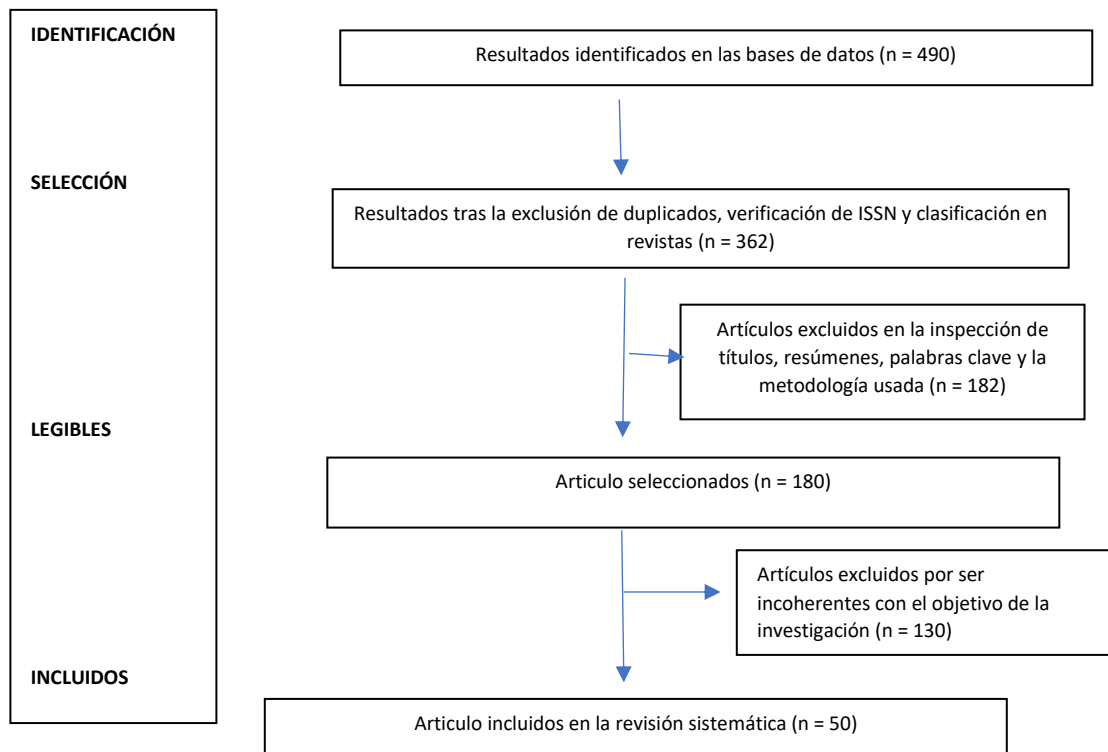 IDENTIFICACIÓN
Resultados identificados en las bases de datos (n = 490)
SELECCIÓN
Resultados tras la exclusión de duplicados, verificación de ISSN y clasificación en
revistas (n = 362)
Artículos excluidos en la inspección de
títulos, resúmenes, palabras clave y la
metodología usada (n = 182)
LEGIBLES
Articulo seleccionados (n = 180)
Artículos excluidos por ser
incoherentes con el objetivo de la
investigación (n = 130)
INCLUIDOS
Articulo incluidos en la revisión sistemática (n = 50)